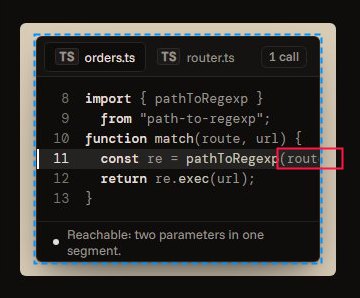 TS orders.ts TS router.ts 1 call
8 import { pathToRegexp }
9 from "path-to-regexp";
10 function match(route, url) {
11 const re = pathToRegexp(rout
12 return re.exec(url);
13 }
Reachable: two parameters in one
segment.